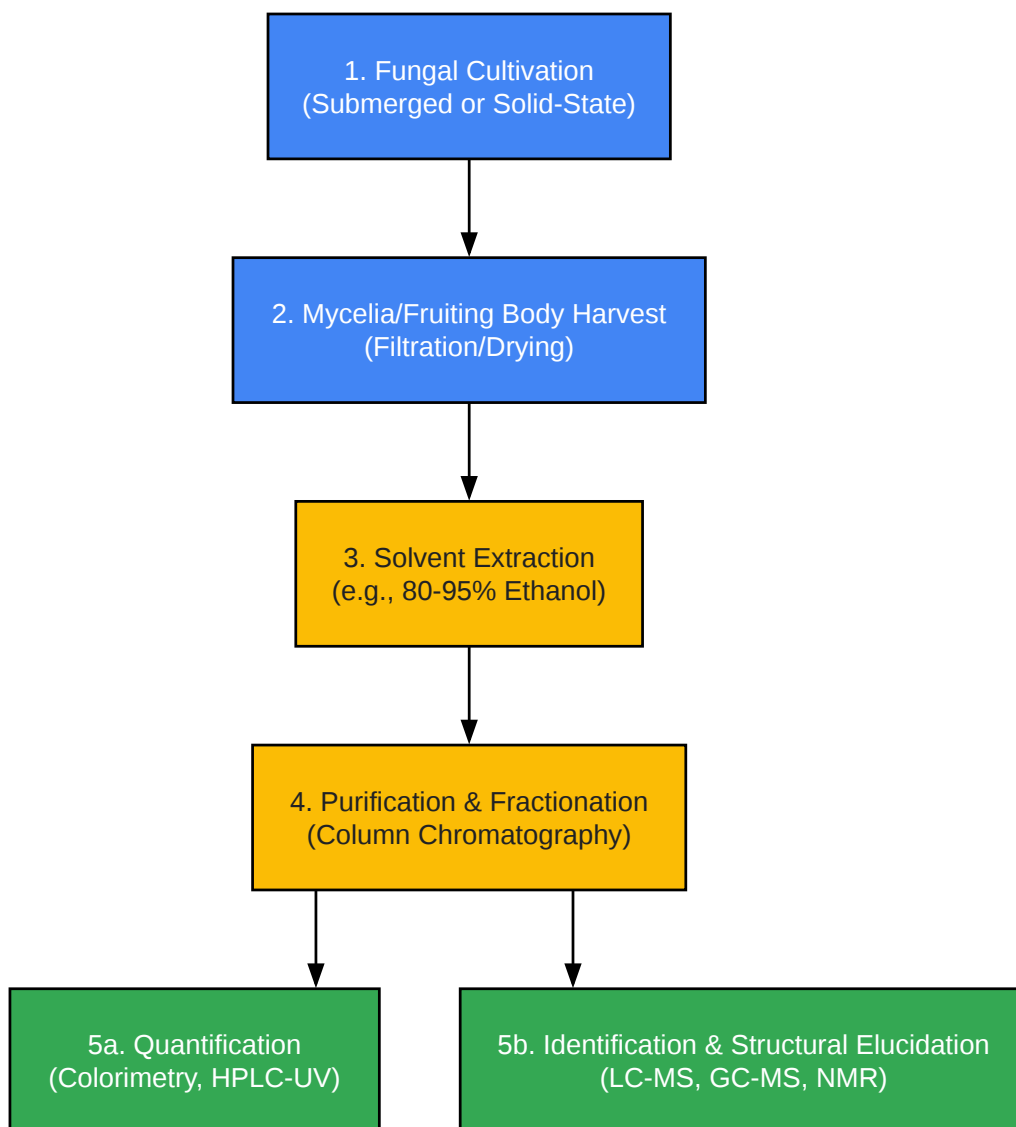 1. Fungal Cultivation
(Submerged or Solid-State)
2. Mycelia/Fruiting Body Harvest
(Filtration/Drying)
3. Solvent Extraction
(e.g., 80-95% Ethanol)
4. Purification & Fractionation
(Column Chromatography)
5a. Quantification
(Colorimetry, HPLC-UV)
5b. Identification & Structural Elucidation
(LC-MS, GC-MS, NMR)